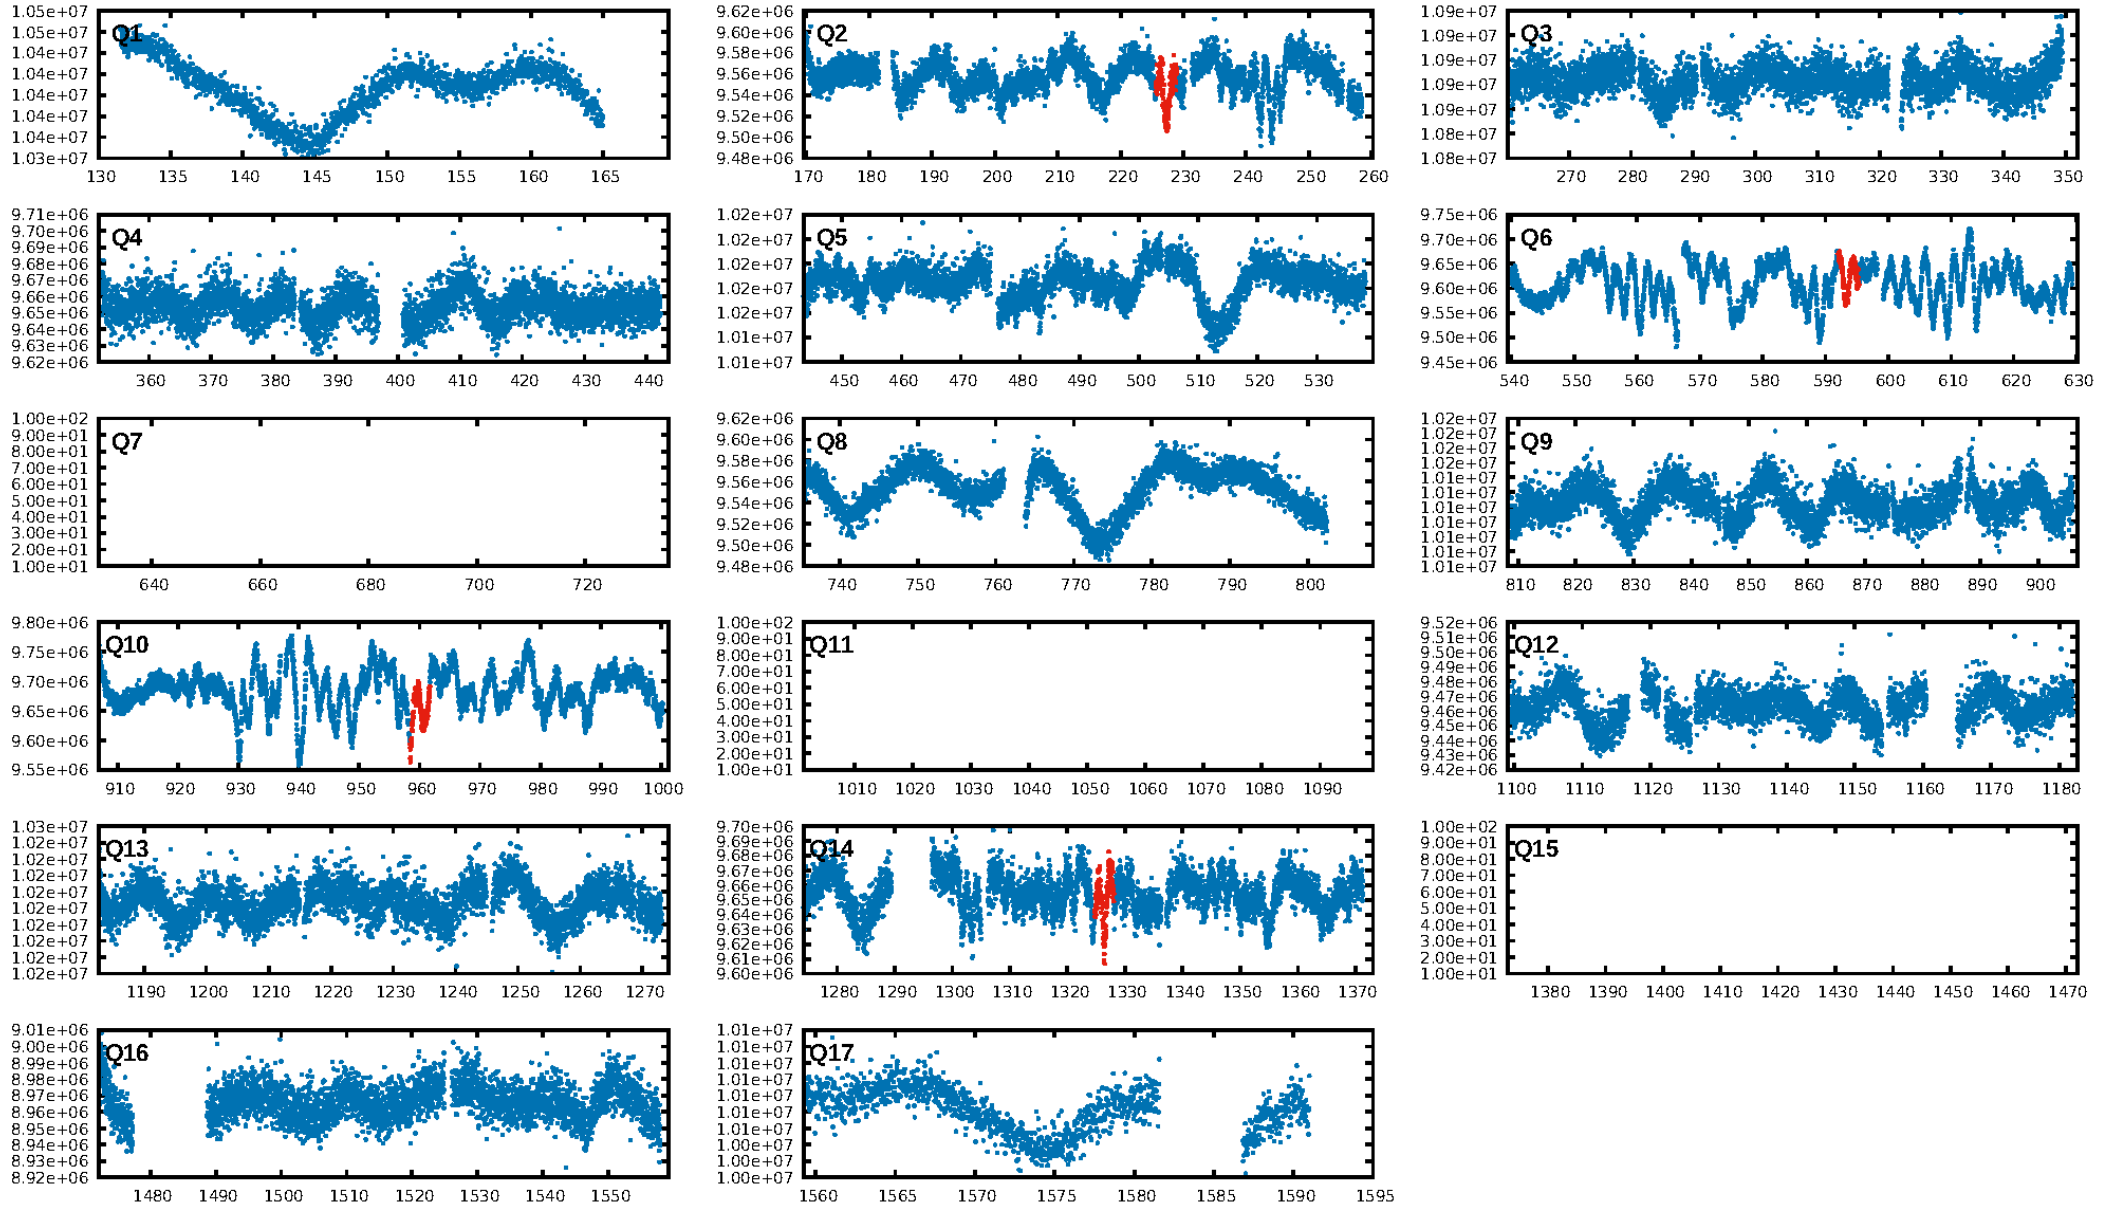 1.05e+07
1.05e+07
1.04e+07
1.04e+07
1.04e+07
1.04e+07
1.04e+07
1.03e+07
Q1
130 135 140 145 150 155 160 165
9.62e+06
9.60e+06
9.58e+06
9.56e+06
9.54e+06
9.52e+06
9.50e+06
9.48e+06
Q2
170 180 190 200 210 220 230 240 250 260
1.09e+07
1.09e+07
1.09e+07
1.09e+07
1.09e+07
1.08e+07
1.08e+07
Q3
270 280 290 300 310 320 330 340 350
9.71e+06
9.70e+06
9.69e+06
9.68e+06
9.67e+06
9.66e+06
9.65e+06
9.64e+06
9.63e+06
9.62e+06
Q4
360 370 380 390 400 410 420 430 440
1.02e+07
1.02e+07
1.02e+07
1.02e+07
1.02e+07
1.01e+07
1.01e+07
Q5
450 460 470 480 490 500 510 520 530
9.75e+06
9.70e+06
9.65e+06
9.60e+06
9.55e+06
9.50e+06
9.45e+06
Q6
540 550 560 570 580 590 600 610 620 630
1.00e+02
9.00e+01
8.00e+01
7.00e+01
6.00e+01
5.00e+01
4.00e+01
3.00e+01
2.00e+01
1.00e+01
Q7
640 660 680 700 720
9.62e+06
9.60e+06
9.58e+06
9.56e+06
9.54e+06
9.52e+06
9.50e+06
9.48e+06
Q8
740 750 760 770 780 790 800
1.02e+07
1.02e+07
1.02e+07
1.01e+07
1.01e+07
1.01e+07
1.01e+07
1.01e+07
1.01e+07
Q9
810 820 830 840 850 860 870 880 890 900
9.80e+06
9.75e+06
9.70e+06
9.65e+06
9.60e+06
9.55e+06
Q10
910 920 930 940 950 960 970 980 990 1000
1.00e+02
9.00e+01
8.00e+01
7.00e+01
6.00e+01
5.00e+01
4.00e+01
3.00e+01
2.00e+01
1.00e+01
Q11
1010 1020 1030 1040 1050 1060 1070 1080 1090
9.52e+06
9.51e+06
9.50e+06
9.49e+06
9.48e+06
9.47e+06
9.46e+06
9.45e+06
9.44e+06
9.43e+06
9.42e+06
Q12
1100 1110 1120 1130 1140 1150 1160 1170 1180
1.03e+07
1.02e+07
1.02e+07
1.02e+07
1.02e+07
1.02e+07
1.02e+07
1.02e+07
1.02e+07
1.02e+07
Q13
1190 1200 1210 1220 1230 1240 1250 1260 1270
9.70e+06
9.69e+06
9.68e+06
9.67e+06
9.66e+06
9.65e+06
9.64e+06
9.63e+06
9.62e+06
9.61e+06
9.60e+06
Q14
1280 1290 1300 1310 1320 1330 1340 1350 1360 1370
1.00e+02
9.00e+01
8.00e+01
7.00e+01
6.00e+01
5.00e+01
4.00e+01
3.00e+01
2.00e+01
1.00e+01
Q15
1380 1390 1400 1410 1420 1430 1440 1450 1460 1470
9.01e+06
9.00e+06
8.99e+06
8.98e+06
8.97e+06
8.96e+06
8.95e+06
8.94e+06
8.93e+06
8.92e+06
Q16
1480 1490 1500 1510 1520 1530 1540 1550
1.01e+07
1.01e+07
1.01e+07
1.01e+07
1.01e+07
1.01e+07
1.01e+07
1.00e+07
1.00e+07
1.00e+07
Q17
1560 1565 1570 1575 1580 1585 1590 1595